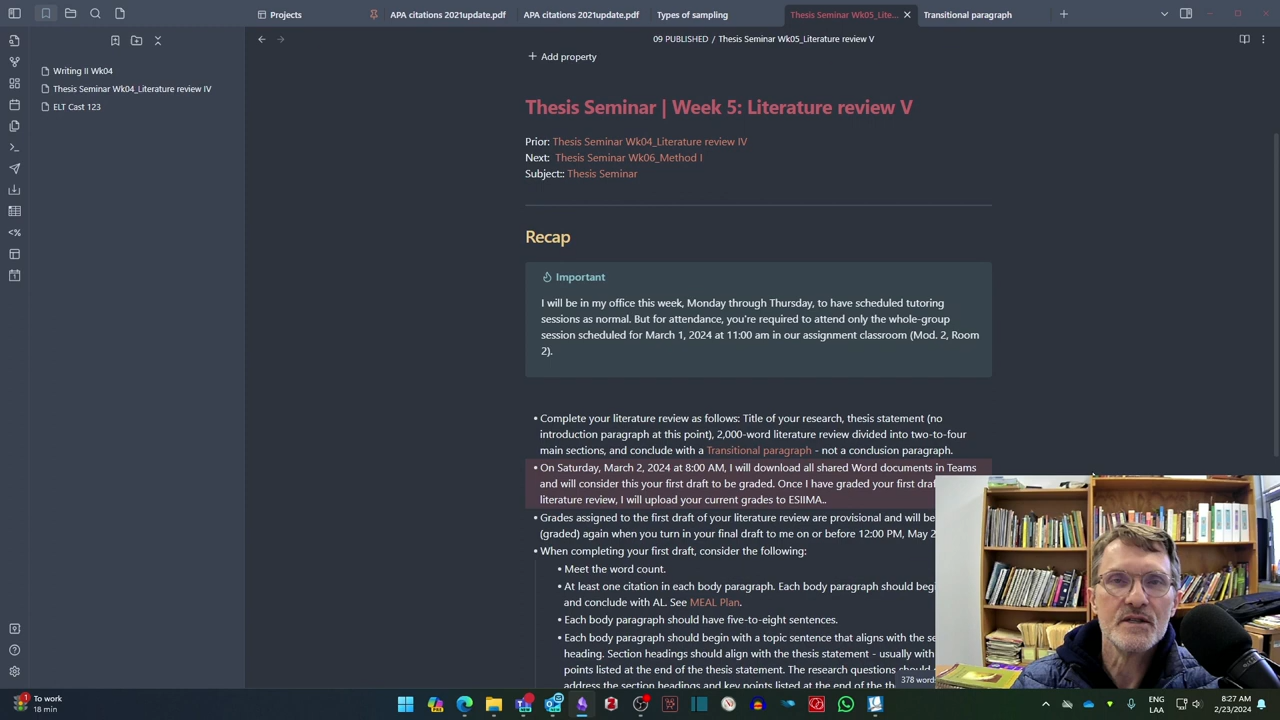 Projects
APA citations 2021update.pdf
APA citations 2021update.pdf
Types of sampling
Thesis Seminar Wk05_Lite...
Transitional paragraph
09 PUBLISHED / Thesis Seminar Wk05_Literature review V
Writing II Wk04
Thesis Seminar Wk04_Literature review IV
ELT Cast 123
Add property
Thesis Seminar | Week 5: Literature review V
Prior: Thesis Seminar Wk04_Literature review IV
Next: Thesis Seminar Wk06_Method I
Subject:: Thesis Seminar
Recap
Important
I will be in my office this week, Monday through Thursday, to have scheduled tutoring
sessions as normal. But for attendance, you're required to attend only the whole-group
session scheduled for March 1, 2024 at 11:00 am in our assignment classroom (Mod. 2, Room
2).
• Complete your literature review as follows: Title of your research, thesis statement (no
introduction paragraph at this point), 2,000-word literature review divided into two-to-four
main sections, and conclude with a Transitional paragraph - not a conclusion paragraph.
• On Saturday, March 2, 2024 at 8:00 AM, I will download all shared Word documents in Teams
and will consider this your first draft to be graded. Once I have graded your first draf
literature review, I will upload your current grades to ESIIMA..
• Grades assigned to the first draft of your literature review are provisional and will be
(graded) again when you turn in your final draft to me on or before 12:00 PM, May 2
• When completing your first draft, consider the following:
• Meet the word count.
• At least one citation in each body paragraph. Each body paragraph should beg
and conclude with AL. See MEAL Plan.
• Each body paragraph should have five-to-eight sentences.
• Each body paragraph should begin with a topic sentence that aligns with the se
heading. Section headings should align with the thesis statement - usually with
points listed at the end of the thesis statement. The research questions should
address the section headings and key points listed at the end of the the
378 words
To work
18 min
ENG
LAA
8:27 AM
2/23/2024